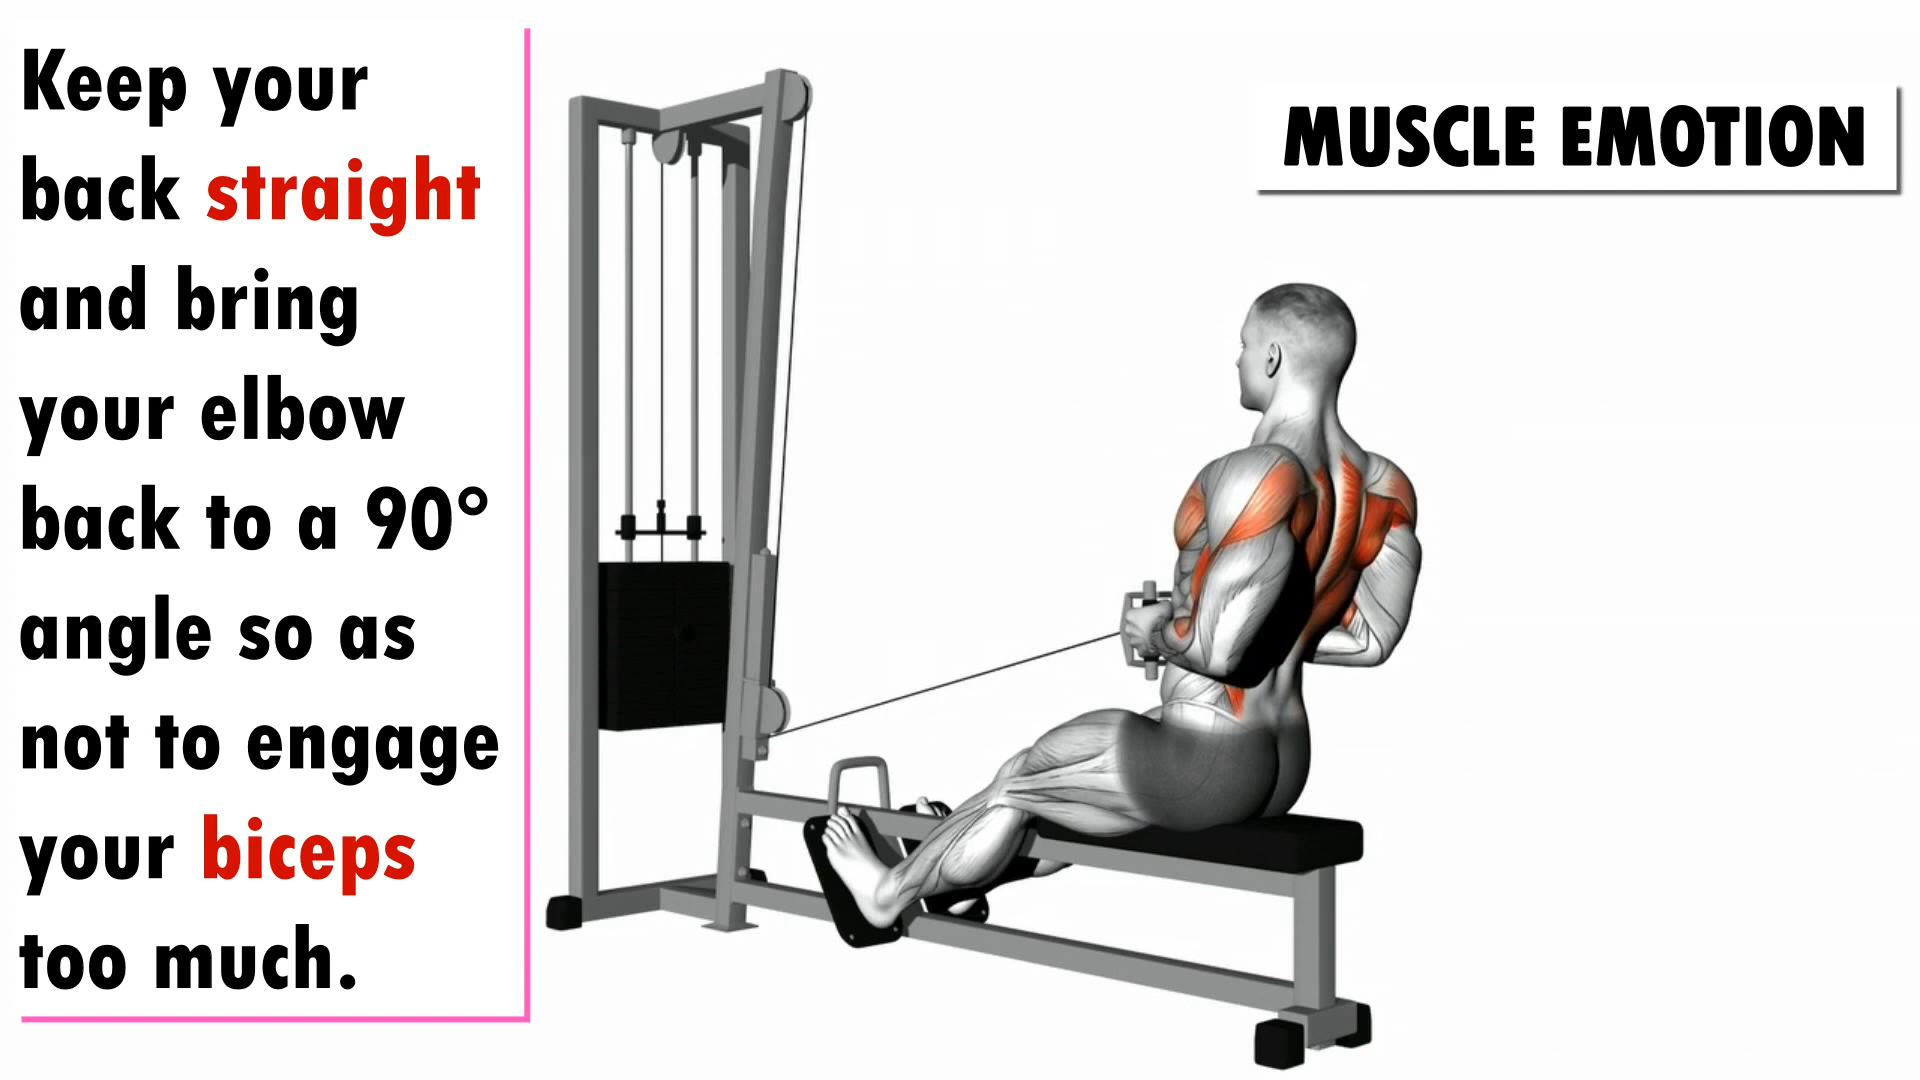 Keep your
back straight
and bring
your elbow
back to a 90°
angle so as
not to engage
your biceps
too much.
MUSCLE EMOTION